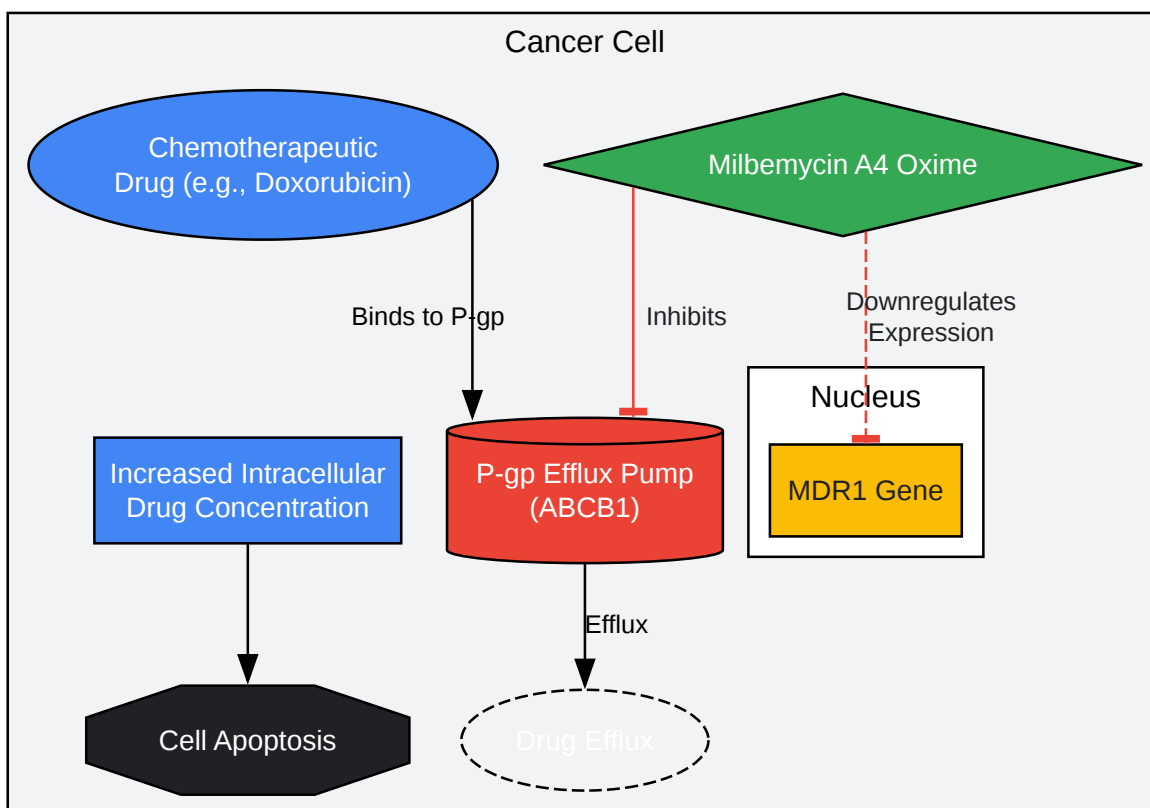 Cancer Cell
Chemotherapeutic
Drug (e.g., Doxorubicin)
Milbemycin A4 Oxime
Binds to P-gp
Inhibits
Downregulates
Expression
Nucleus
Increased Intracellular
Drug Concentration
P-gp Efflux Pump
(ABCB1)
MDR1 Gene
Efflux
Cell Apoptosis
Drug Efflux